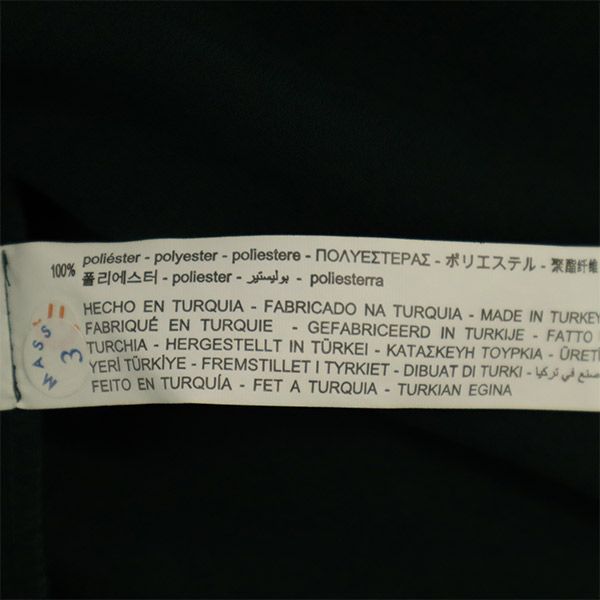 100% poliéster - polyester - poliestere - ΠΟΛΥΕΣΤΕΡΑΣ - ポリエステル - 聚酯纤维
폴리에스터 - poliester - بوليستير - poliesterra
HECHO EN TURQUIA - FABRICADO NA TURQUIA - MADE IN TURKEY
FABRIQUÉ EN TURQUIE - GEFABRICEERD IN TURKIJE - FATTO
TURCHIA - HERGESTELLT IN TÜRKEI - ΚΑΤΑΣΚΕΥΗ ΤΟΥΡΚΙΑ - ÜRETİ
YERİ TÜRKİYE - FREMSTILLET I TYRKIET - DIBUAT DI TURKI - صنع في تركيا -
FEITO EN TURQUÍA - FET A TURQUIA - TURKIAN EGINA
MASS
3